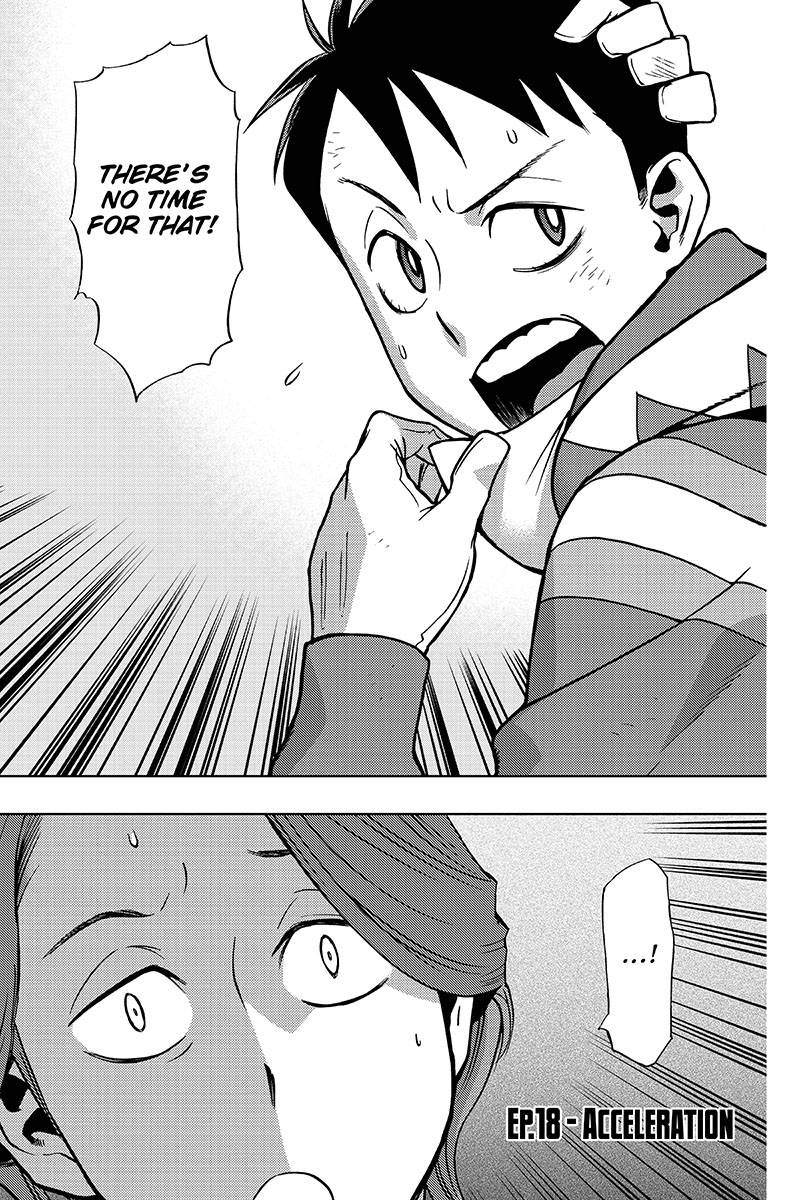 THERE'S
NO TIME
FOR THAT!
...!
EP.18 - ACCELERATION